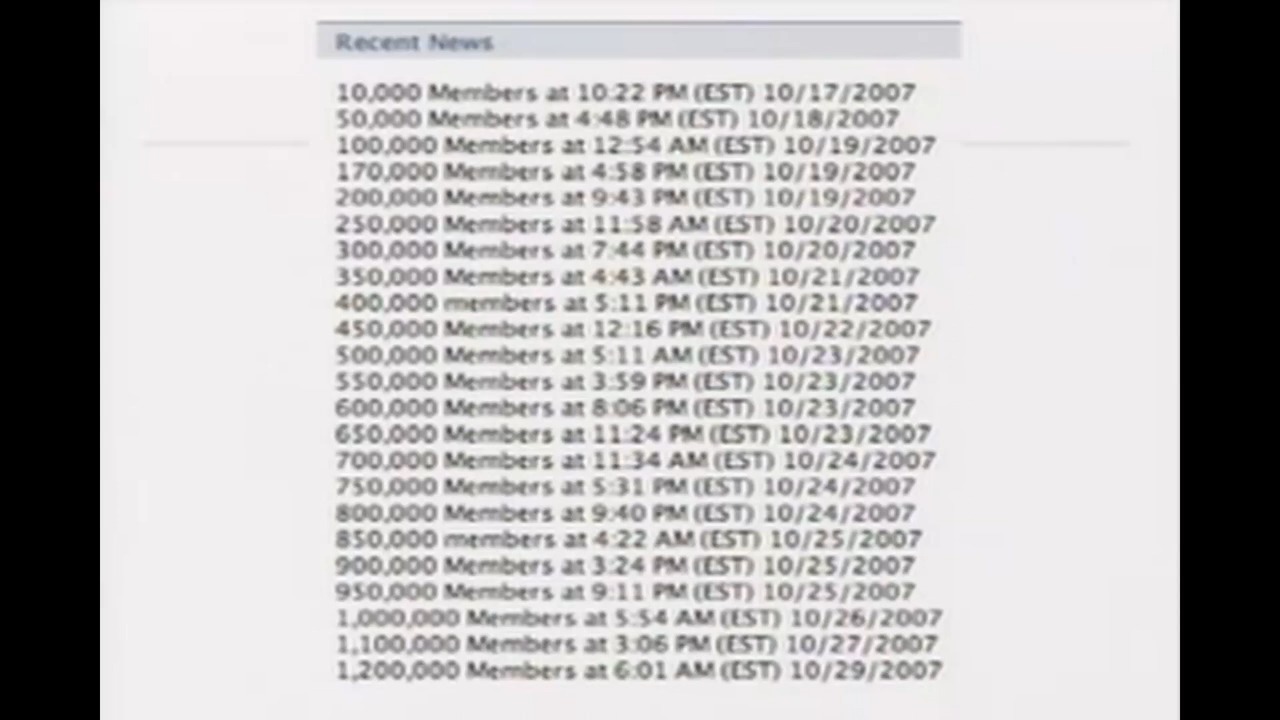 Recent News
10,000 Members at 10:22 PM (EST) 10/17/2007
50,000 Members at 4:48 PM (EST) 10/18/2007
100,000 Members at 12:54 AM (EST) 10/19/2007
170,000 Members at 4:58 PM (EST) 10/19/2007
200,000 Members at 9:43 PM (EST) 10/19/2007
250,000 Members at 11:58 AM (EST) 10/20/2007
300,000 Members at 7:44 PM (EST) 10/20/2007
350,000 Members at 4:43 AM (EST) 10/21/2007
400,000 members at 5:11 PM (EST) 10/21/2007
450,000 Members at 12:16 PM (EST) 10/22/2007
500,000 Members at 5:11 AM (EST) 10/23/2007
550,000 Members at 3:59 PM (EST) 10/23/2007
600,000 Members at 8:06 PM (EST) 10/23/2007
650,000 Members at 11:24 PM (EST) 10/23/2007
700,000 Members at 11:34 AM (EST) 10/24/2007
750,000 Members at 5:31 PM (EST) 10/24/2007
800,000 Members at 9:40 PM (EST) 10/24/2007
850,000 members at 4:22 AM (EST) 10/25/2007
900,000 Members at 3:24 PM (EST) 10/25/2007
950,000 Members at 9:11 PM (EST) 10/25/2007
1,000,000 Members at 5:54 AM (EST) 10/26/2007
1,100,000 Members at 3:06 PM (EST) 10/27/2007
1,200,000 Members at 6:01 AM (EST) 10/29/2007